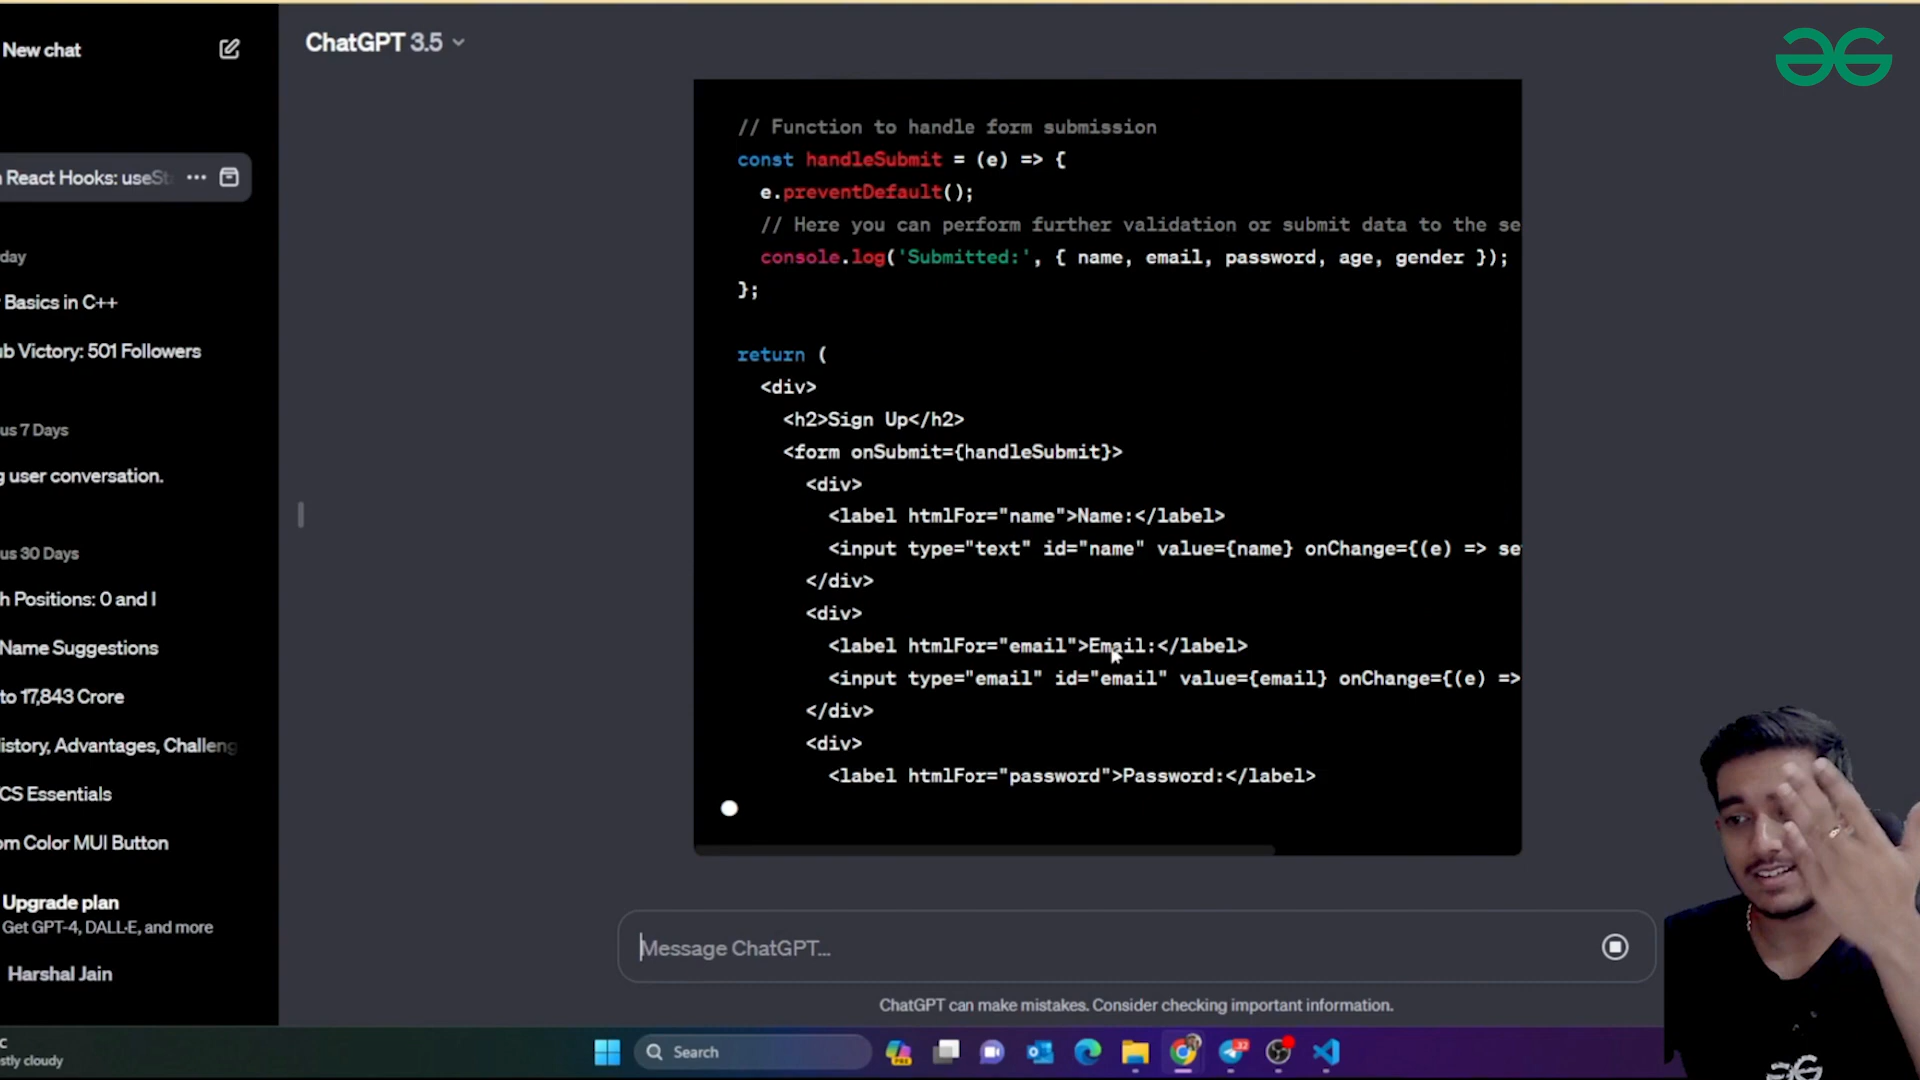 New chat
React Hooks: useSt
day
Basics in C++
Victory: 501 Followers
7 Days
user conversation.
30 Days
Positions: 0 and I
Name Suggestions
to 17,843 Crore
History, Advantages, Challeng
CS Essentials
Color MUI Button
Upgrade plan
Get GPT-4, DALL·E, and more
Harshal Jain
ChatGPT 3.5
// Function to handle form submission
const handleSubmit = (e) => {
e.preventDefault();
// Here you can perform further validation or submit data to the se
console.log('Submitted:', { name, email, password, age, gender });
};
return (
<div>
<h2>Sign Up</h2>
<form onSubmit={handleSubmit}>
<div>
<label htmlFor="name">Name:</label>
<input type="text" id="name" value={name} onChange={(e) => se
</div>
<div>
<label htmlFor="email">Email:</label>
<input type="email" id="email" value={email} onChange={(e) =>
</div>
<div>
<label htmlFor="password">Password:</label>
Message ChatGPT...
ChatGPT can make mistakes. Consider checking important information.
C
stly cloudy
Search
PRE
32